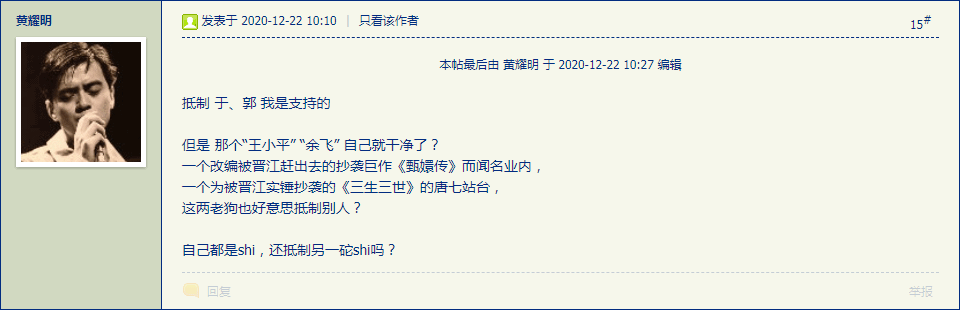 黄耀明
发表于 2020-12-22 10:10 | 只看该作者
15#
本帖最后由 黄耀明 于 2020-12-22 10:27 编辑
抵制 于、郭 我是支持的
但是 那个“王小平” “余飞” 自己就干净了？
一个改编被晋江赶出去的抄袭巨作《甄嬛传》而闻名业内，
一个为被晋江实锤抄袭的《三生三世》的唐七站台，
这两老狗也好意思抵制别人？
自己都是shi，还抵制另一砣shi吗？
回复
举报